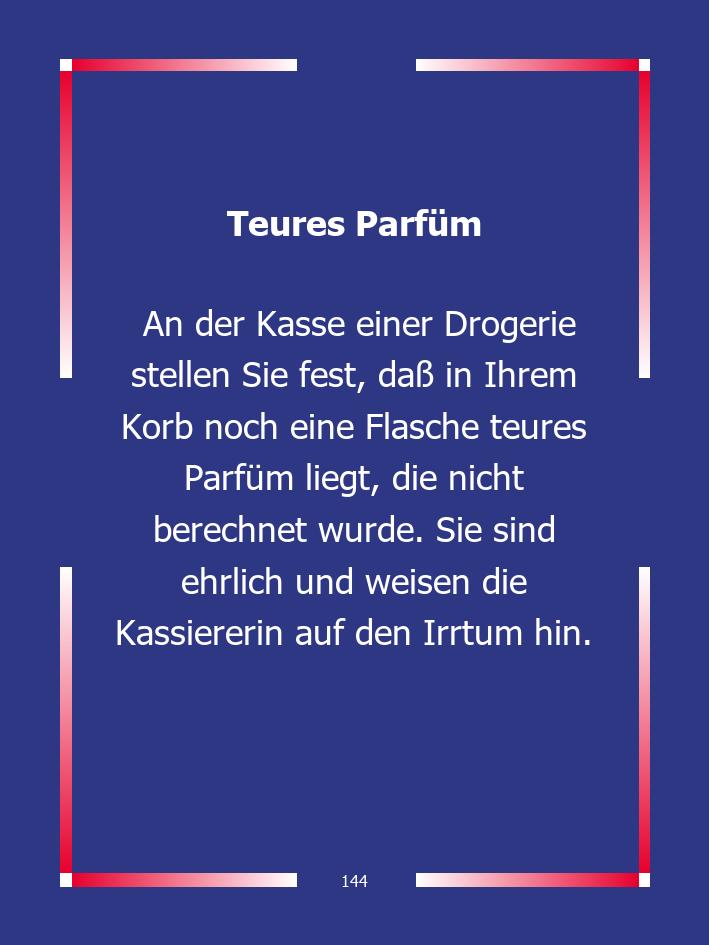 Teures Parfüm
An der Kasse einer Drogerie
stellen Sie fest, daß in Ihrem
Korb noch eine Flasche teures
Parfüm liegt, die nicht
berechnet wurde. Sie sind
ehrlich und weisen die
Kassiererin auf den Irrtum hin.
144